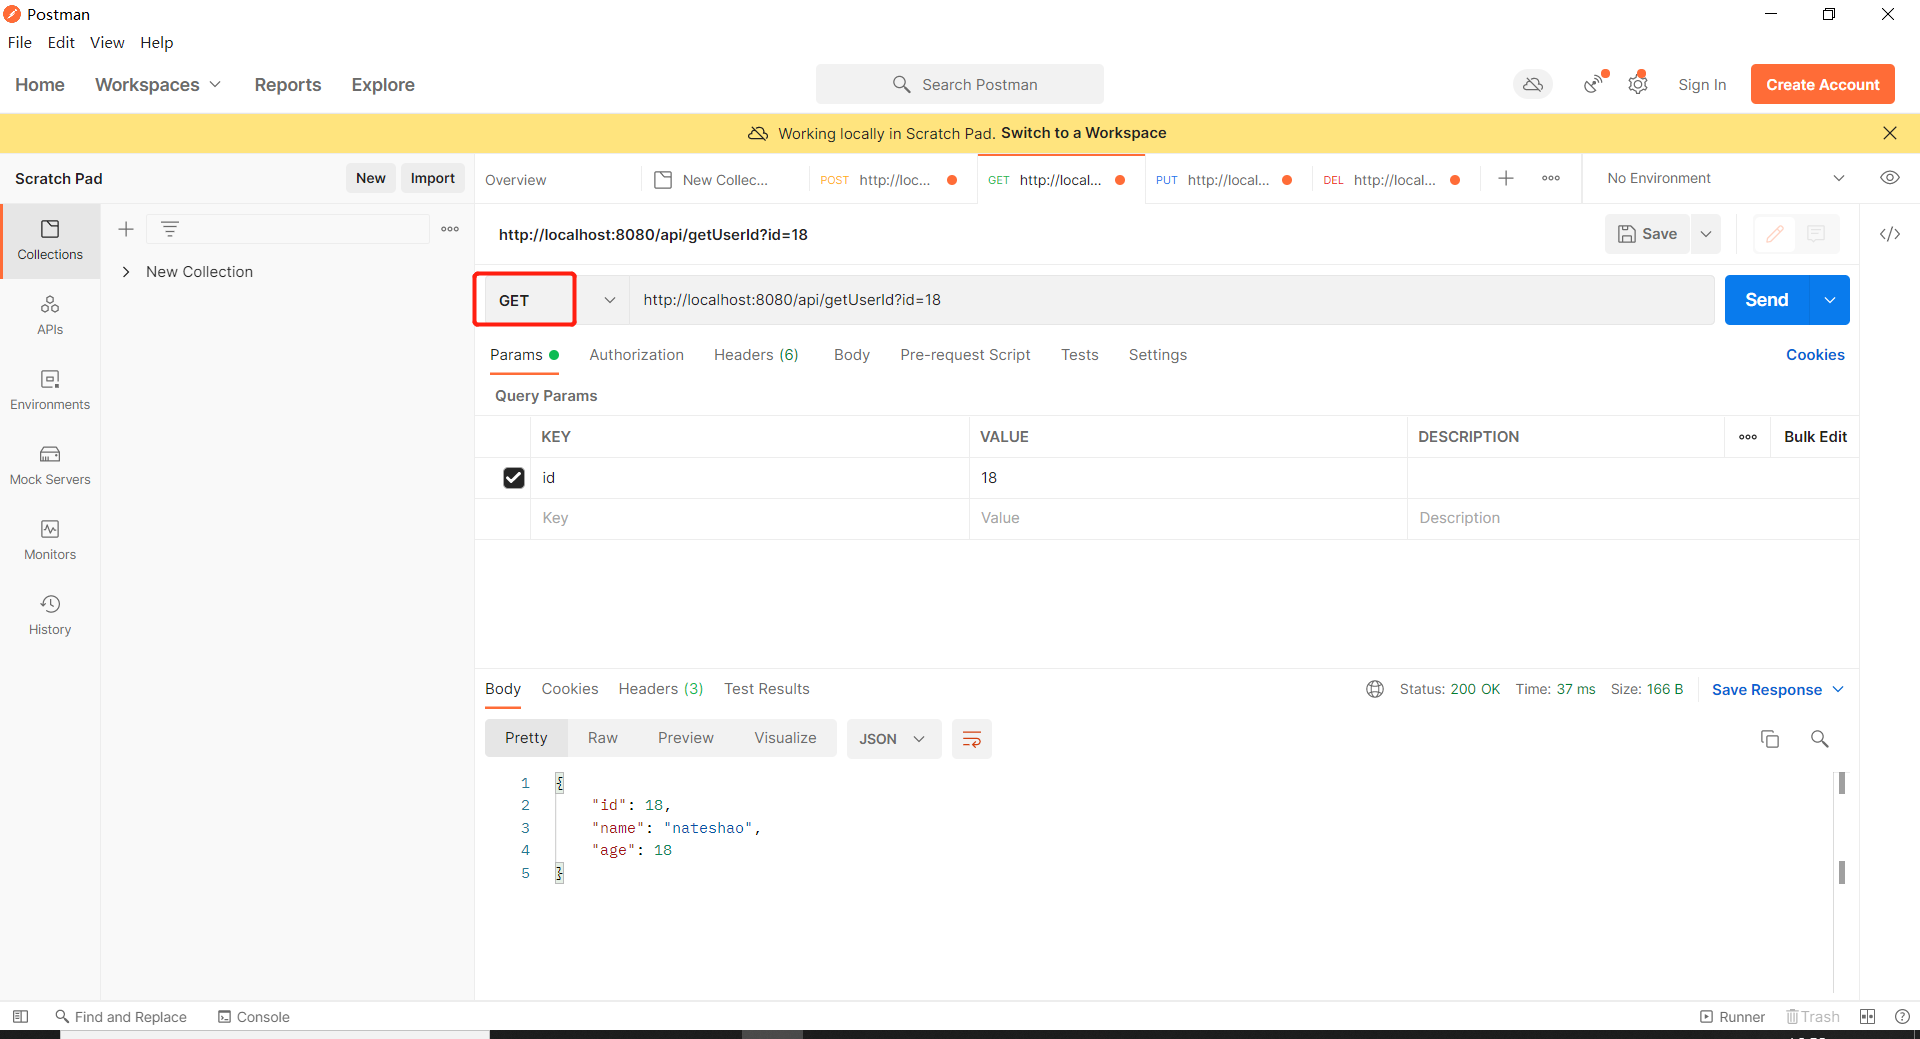 Postman
File Edit View Help
Home Workspaces Reports Explore Search Postman Sign In Create Account
Working locally in Scratch Pad. Switch to a Workspace
Scratch Pad New Import Overview New Collec... POST http://loc... GET http://local... PUT http://local... DEL http://local... No Environment
http://localhost:8080/api/getUserId?id=18 Save
Collections
New Collection
GET http://localhost:8080/api/getUserId?id=18 Send
APIs
Params Authorization Headers (6) Body Pre-request Script Tests Settings Cookies
Environments
Query Params
KEY VALUE DESCRIPTION Bulk Edit
Mock Servers
id 18
Key Value Description
Monitors
History
Body Cookies Headers (3) Test Results Status: 200 OK Time: 37 ms Size: 166 B Save Response
Pretty Raw Preview Visualize JSON
1 {
2 "id": 18,
3 "name": "nateshao",
4 "age": 18
5 }
Find and Replace Console Runner Trash